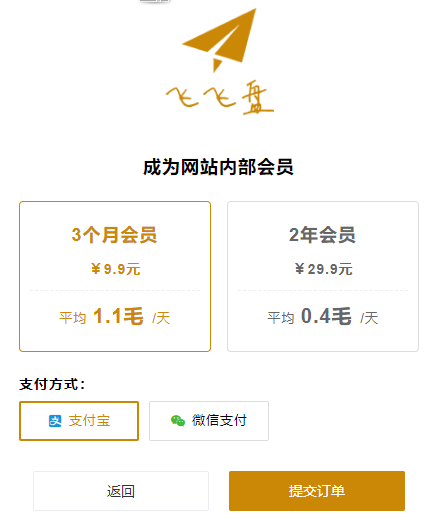 飞飞盘
成为网站内部会员
3个月会员
￥9.9元
平均 1.1毛 /天
2年会员
￥29.9元
平均 0.4毛 /天
支付方式：
支 支付宝
微信支付
返回
提交订单